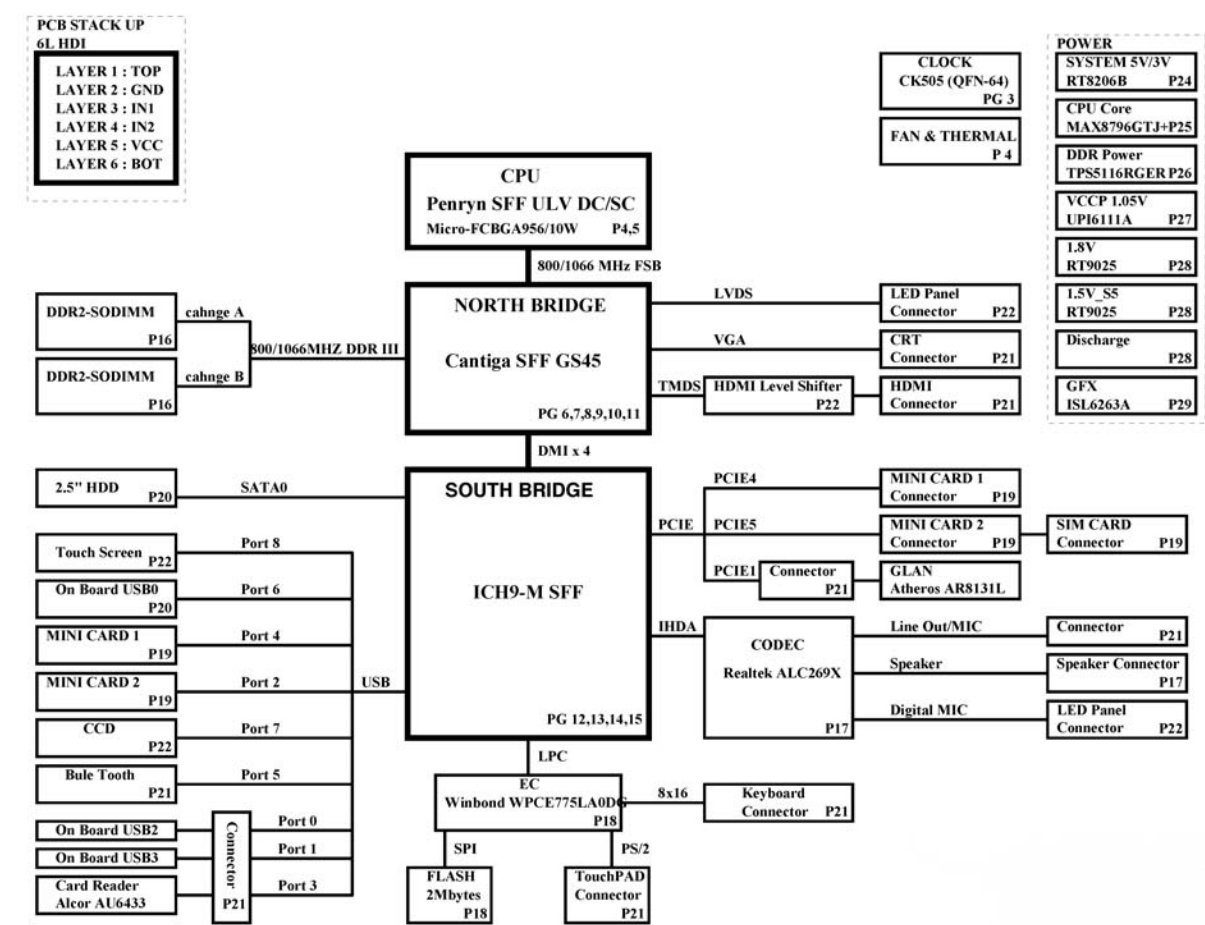 PCB STACK UP
6L HDI
LAYER 1 : TOP
LAYER 2 : GND
LAYER 3 : IN1
LAYER 4 : IN2
LAYER 5 : VCC
LAYER 6 : BOT
CLOCK
CK505 (QFN-64)
PG 3
FAN & THERMAL
P 4
POWER
SYSTEM 5V/3V
RT8206B P24
CPU Core
MAX8796GTJ+P25
DDR Power
TPS5116RGER P26
VCCP 1.05V
UPI6111A P27
1.8V
RT9025 P28
1.5V_S5
RT9025 P28
Discharge
P28
GFX
ISL6263A P29
CPU
Penryn SFF ULV DC/SC
Micro-FCBGA956/10W P4,5
800/1066 MHz FSB
NORTH BRIDGE
Cantiga SFF GS45
PG 6,7,8,9,10,11
DDR2-SODIMM
P16
cahnge A
DDR2-SODIMM
P16
cahnge B
800/1066MHZ DDR III
LVDS
LED Panel
Connector P22
VGA
CRT
Connector P21
TMDS
HDMI Level Shifter
P22
HDMI
Connector P21
DMI x 4
SOUTH BRIDGE
ICH9-M SFF
PG 12,13,14,15
2.5" HDD
P20
SATA0
Touch Screen
P22
Port 8
On Board USB0
P20
Port 6
MINI CARD 1
P19
Port 4
MINI CARD 2
P19
Port 2
USB
CCD
P22
Port 7
Bule Tooth
P21
Port 5
On Board USB2
Port 0
On Board USB3
Port 1
Card Reader
Alcor AU6433
Port 3
Connector
P21
PCIE
PCIE4
MINI CARD 1
Connector P19
PCIE5
MINI CARD 2
Connector P19
SIM CARD
Connector P19
PCIE1
Connector
P21
GLAN
Atheros AR8131L
IHDA
CODEC
Realtek ALC269X
P17
Line Out/MIC
Connector
P21
Speaker
Speaker Connector
P17
Digital MIC
LED Panel
Connector P22
LPC
EC
Winbond WPCE775LA0DG
P18
8x16
Keyboard
Connector P21
SPI
FLASH
2Mbytes
P18
PS/2
TouchPAD
Connector
P21